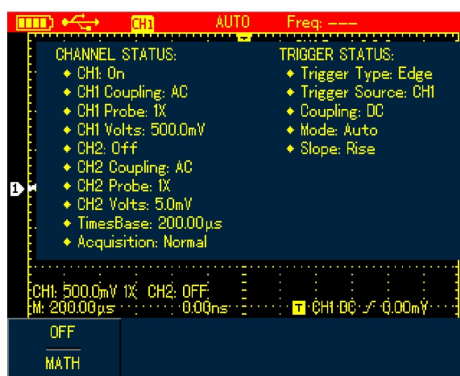 CH1 AUTO Freq: ---
CHANNEL STATUS:
◆ CH1: On
◆ CH1 Coupling: AC
◆ CH1 Probe: 1X
◆ CH1 Volts: 500.0mV
◆ CH2: Off
◆ CH2 Coupling: AC
◆ CH2 Probe: 1X
◆ CH2 Volts: 5.0mV
◆ TimesBase: 200.00μs
◆ Acquisition: Normal
TRIGGER STATUS:
◆ Trigger Type: Edge
◆ Trigger Source: CH1
◆ Coupling: DC
◆ Mode: Auto
◆ Slope: Rise
1
CH1: 500.0mV 1X CH2: OFF
M: 200.00μs 0.00ns T CH1 DC 0.00mV
OFF
MATH